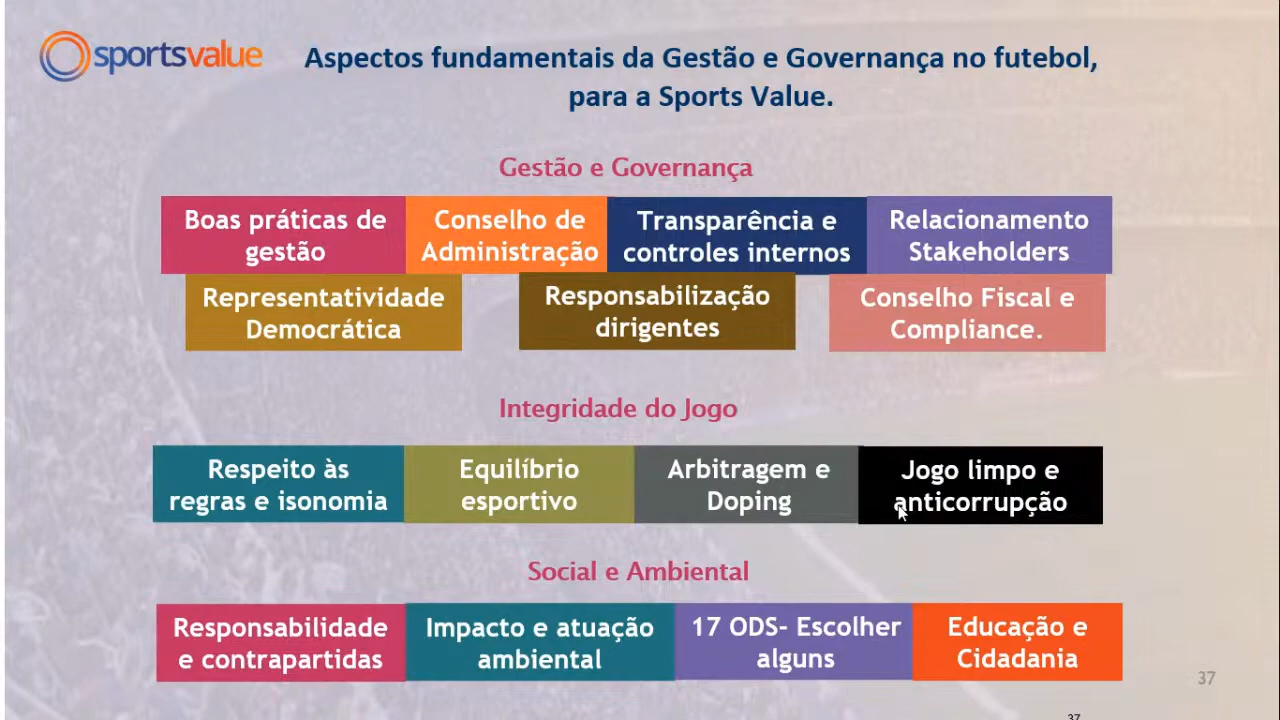 sportsvalue
Aspectos fundamentais da Gestão e Governança no futebol,
para a Sports Value.
Gestão e Governança
Boas práticas de
gestão
Conselho de
Administração
Transparência e
controles internos
Relacionamento
Stakeholders
Representatividade
Democrática
Responsabilização
dirigentes
Conselho Fiscal e
Compliance.
Integridade do Jogo
Respeito às
regras e isonomia
Equilíbrio
esportivo
Arbitragem e
Doping
Jogo limpo e
anticorrupção
Social e Ambiental
Responsabilidade
e contrapartidas
Impacto e atuação
ambiental
17 ODS- Escolher
alguns
Educação e
Cidadania
37
37